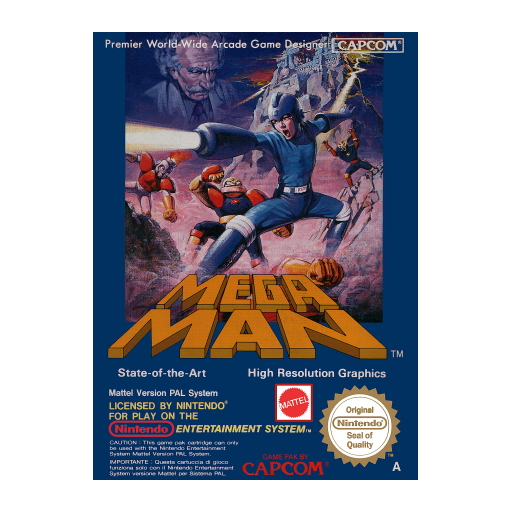 Premier World-Wide Arcade Game Designer CAPCOM®
MEGA
MAN
TM
State-of-the-Art High Resolution Graphics
Mattel Version PAL System
LICENSED BY NINTENDO®
FOR PLAY ON THE
Nintendo ENTERTAINMENT SYSTEM™
CAUTION : This game pak cartridge can only
be used with the Nintendo Entertainment
System Mattel Version PAL System.
IMPORTANTE : Questa cartuccia di gioco
funziona solo con il Nintendo Entertainment
System versione Mattel per Sistema PAL.
MATTEL
GAME PAK BY
CAPCOM®
Original
Nintendo®
Seal of
Quality
TM
A